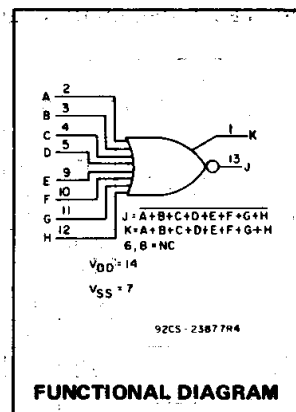 A 2
B 3
C 4
D 5
E 9
F 10
G 11
H 12
1 K
13 J
J = A+B+C+D+E+F+G+H
K=A+B+C+D+E+F+G+H
6, 8 = NC
VDD = 14
VSS = 7
92CS-23877R4
FUNCTIONAL DIAGRAM